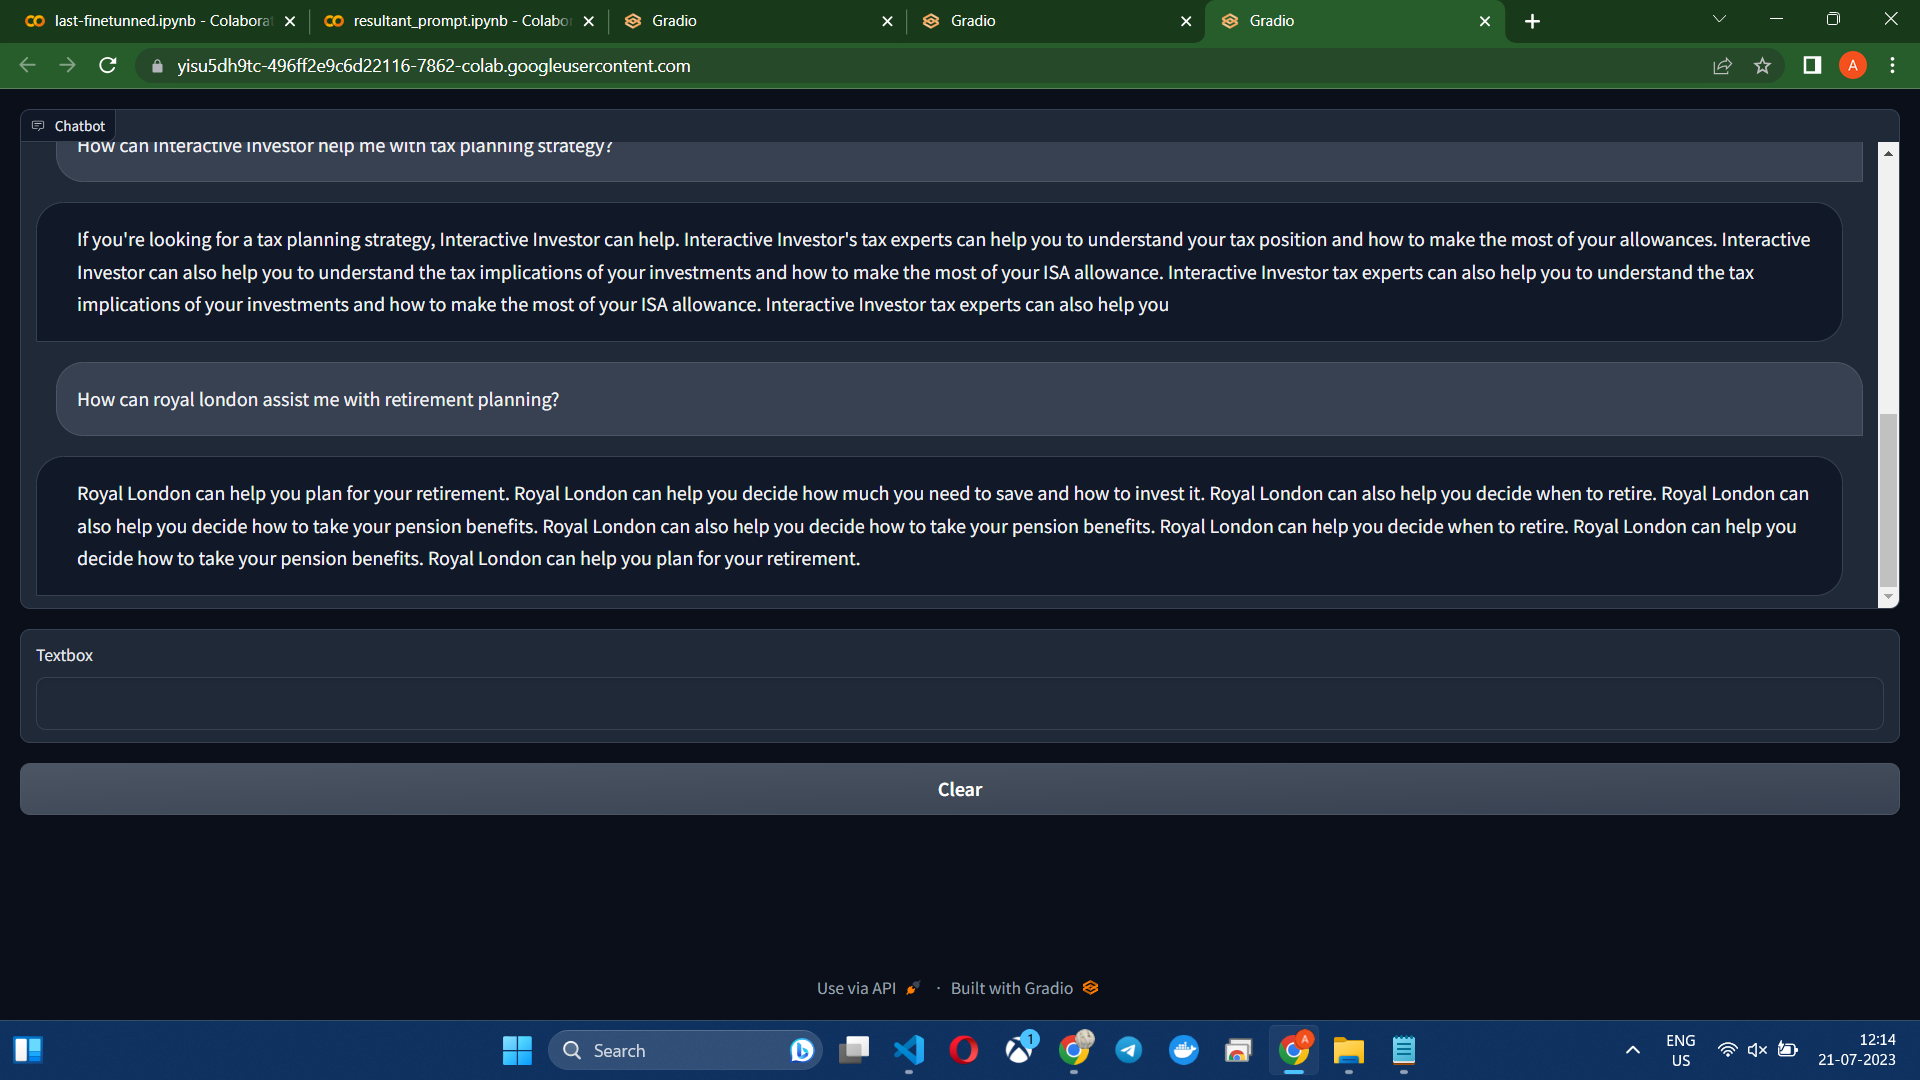 last-finetunned.ipynb - Colaborat
resultant_prompt.ipynb - Colabor
Gradio
Gradio
Gradio
yisu5dh9tc-496ff2e9c6d22116-7862-colab.googleusercontent.com
A
Chatbot
How can Interactive Investor help me with tax planning strategy?
If you're looking for a tax planning strategy, Interactive Investor can help. Interactive Investor's tax experts can help you to understand your tax position and how to make the most of your allowances. Interactive
Investor can also help you to understand the tax implications of your investments and how to make the most of your ISA allowance. Interactive Investor tax experts can also help you to understand the tax
implications of your investments and how to make the most of your ISA allowance. Interactive Investor tax experts can also help you
How can royal london assist me with retirement planning?
Royal London can help you plan for your retirement. Royal London can help you decide how much you need to save and how to invest it. Royal London can also help you decide when to retire. Royal London can
also help you decide how to take your pension benefits. Royal London can also help you decide how to take your pension benefits. Royal London can help you decide when to retire. Royal London can help you
decide how to take your pension benefits. Royal London can help you plan for your retirement.
Textbox
Clear
Use via API · Built with Gradio
Search
1
A
ENG
US
12:14
21-07-2023